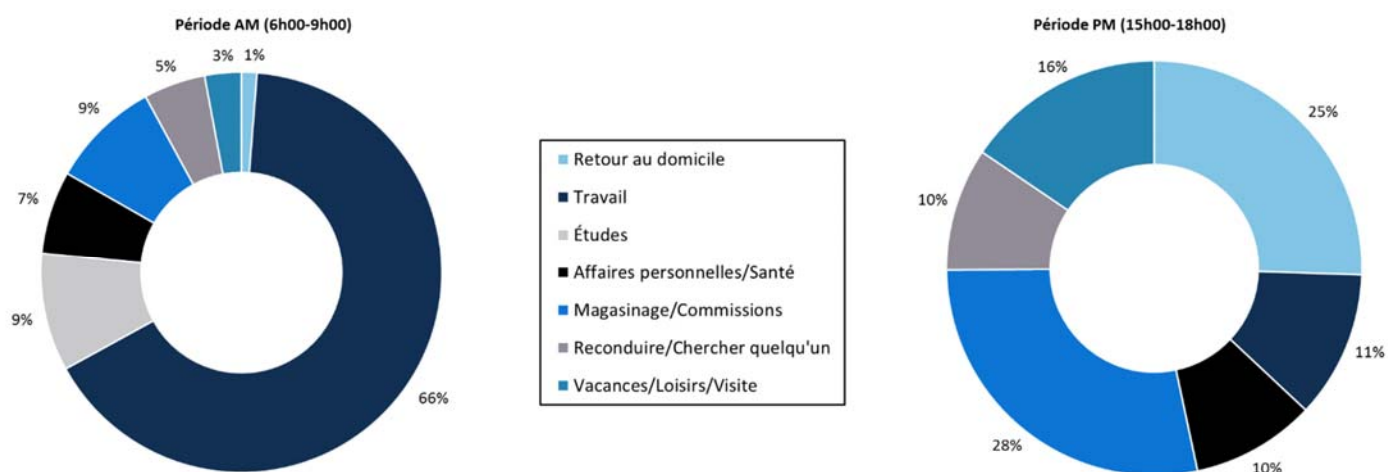 Période AM (6h00-9h00)
3%
1%
5%
9%
7%
9%
66%
Retour au domicile
Travail
Études
Affaires personnelles/Santé
Magasinage/Commissions
Reconduire/Chercher quelqu'un
Vacances/Loisirs/Visite
Période PM (15h00-18h00)
16%
25%
10%
11%
28%
10%